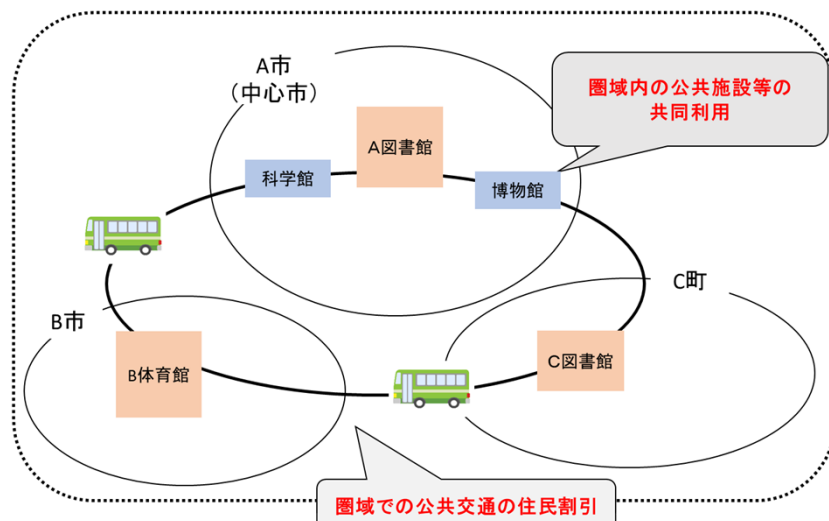 A市
（中心市）
圏域内の公共施設等の
共同利用
A図書館
科学館
博物館
C町
B市
B体育館
C図書館
圏域での公共交通の住民割引